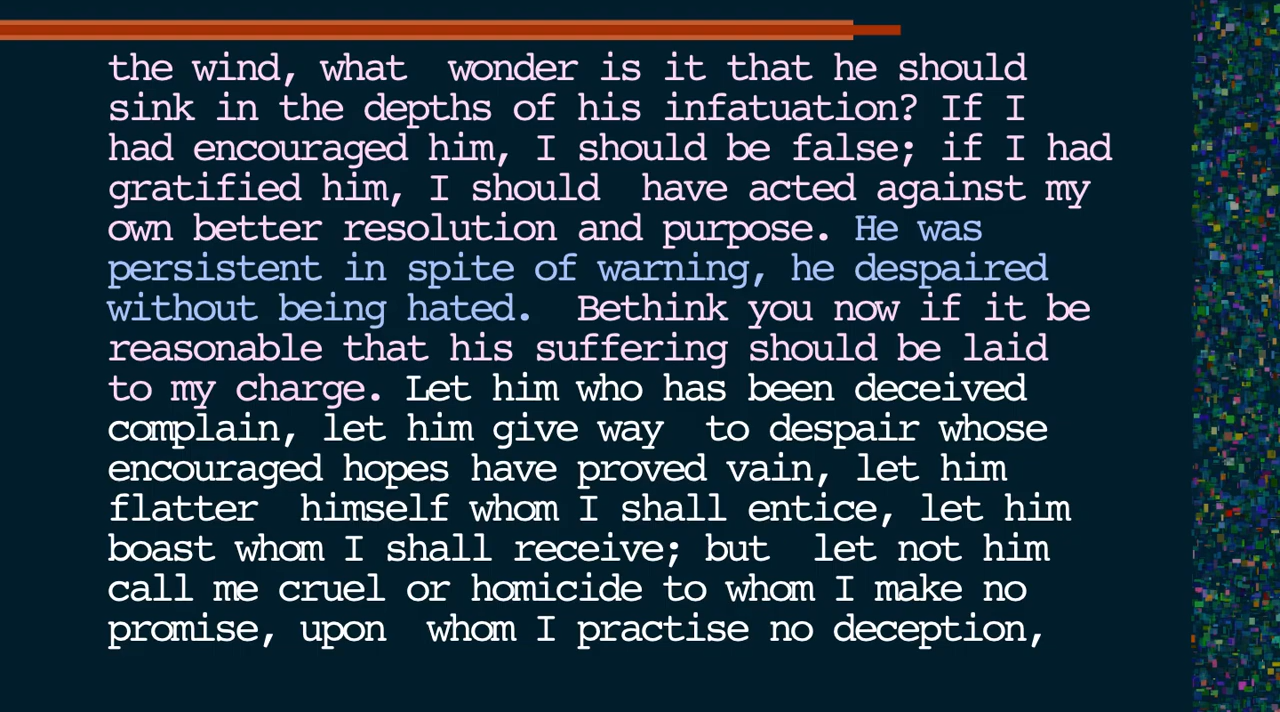 the wind, what  wonder is it that he should
sink in the depths of his infatuation? If I
had encouraged him, I should be false; if I had
gratified him, I should  have acted against my
own better resolution and purpose. He was
persistent in spite of warning, he despaired
without being hated.  Bethink you now if it be
reasonable that his suffering should be laid
to my charge. Let him who has been deceived
complain, let him give way  to despair whose
encouraged hopes have proved vain, let him
flatter  himself whom I shall entice, let him
boast whom I shall receive; but  let not him
call me cruel or homicide to whom I make no
promise, upon  whom I practise no deception,